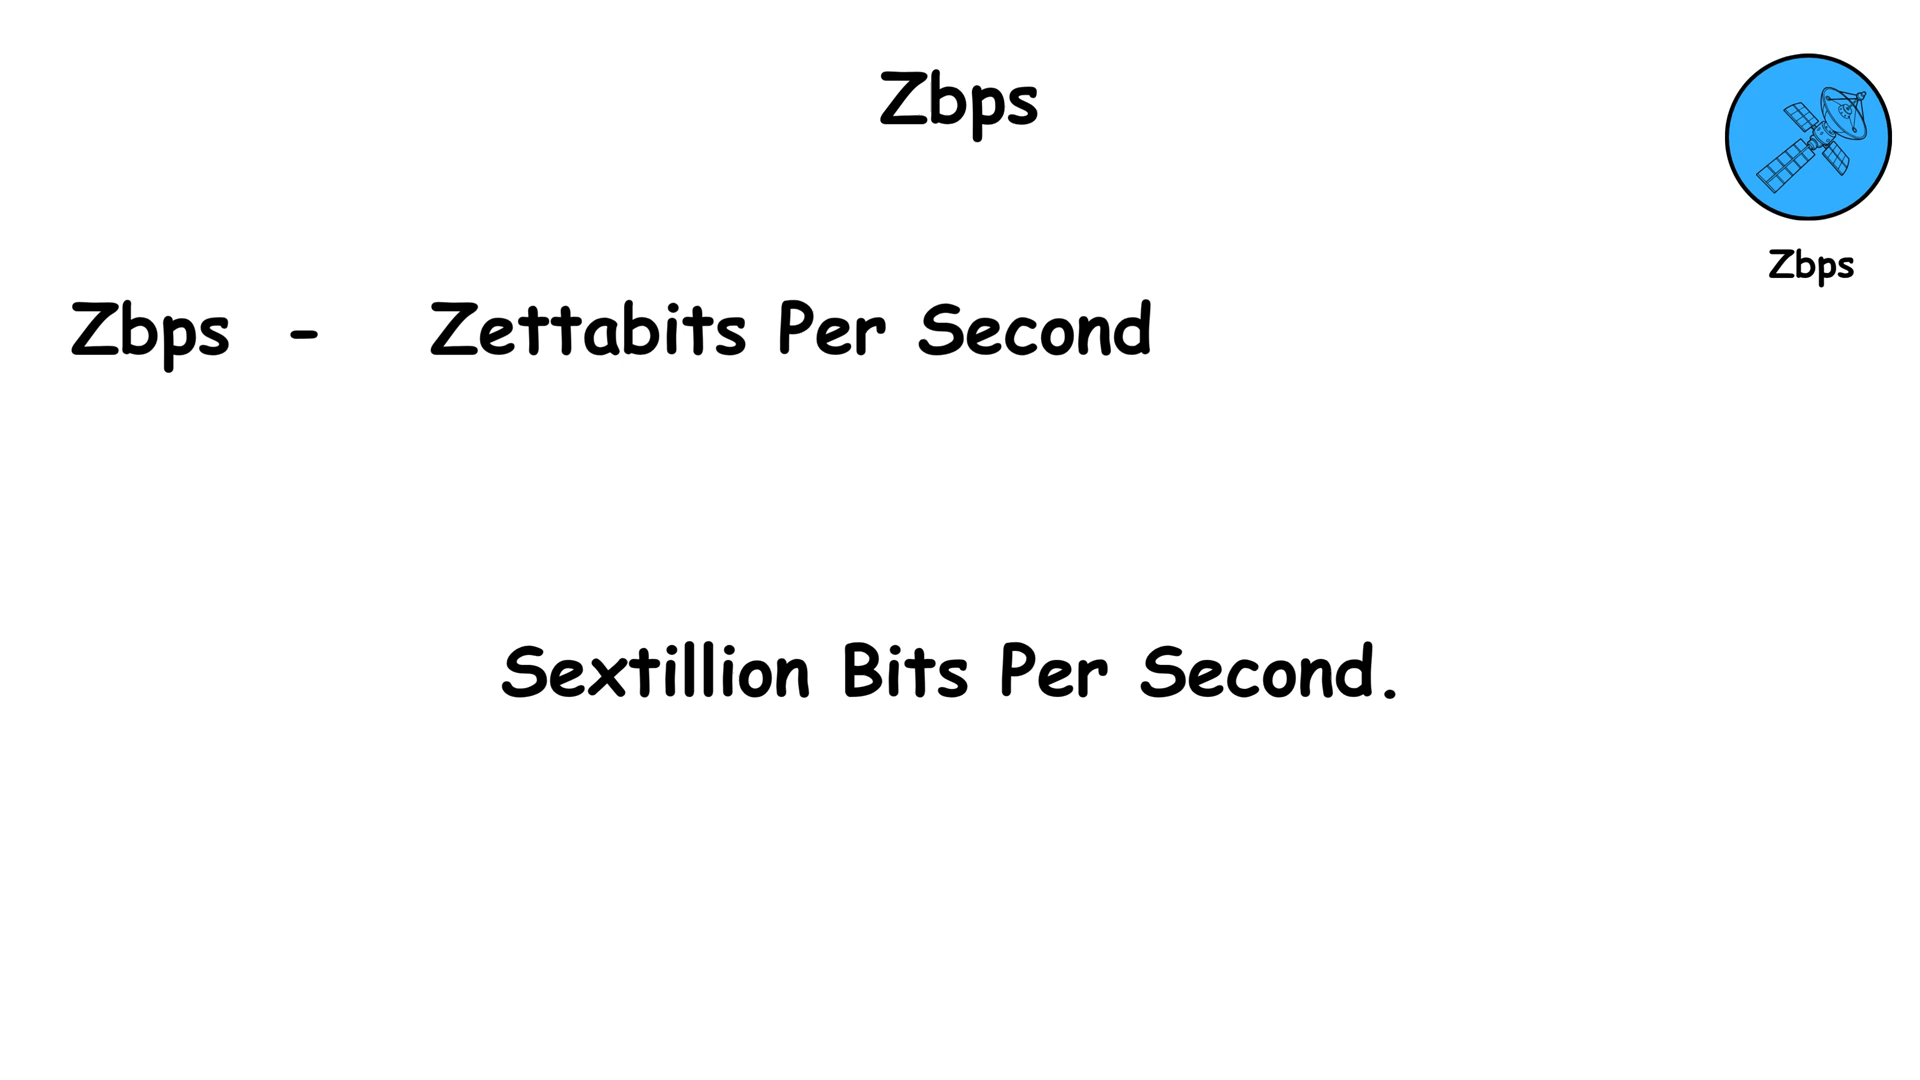 Zbps
Zbps
Zbps - Zettabits Per Second
Sextillion Bits Per Second.